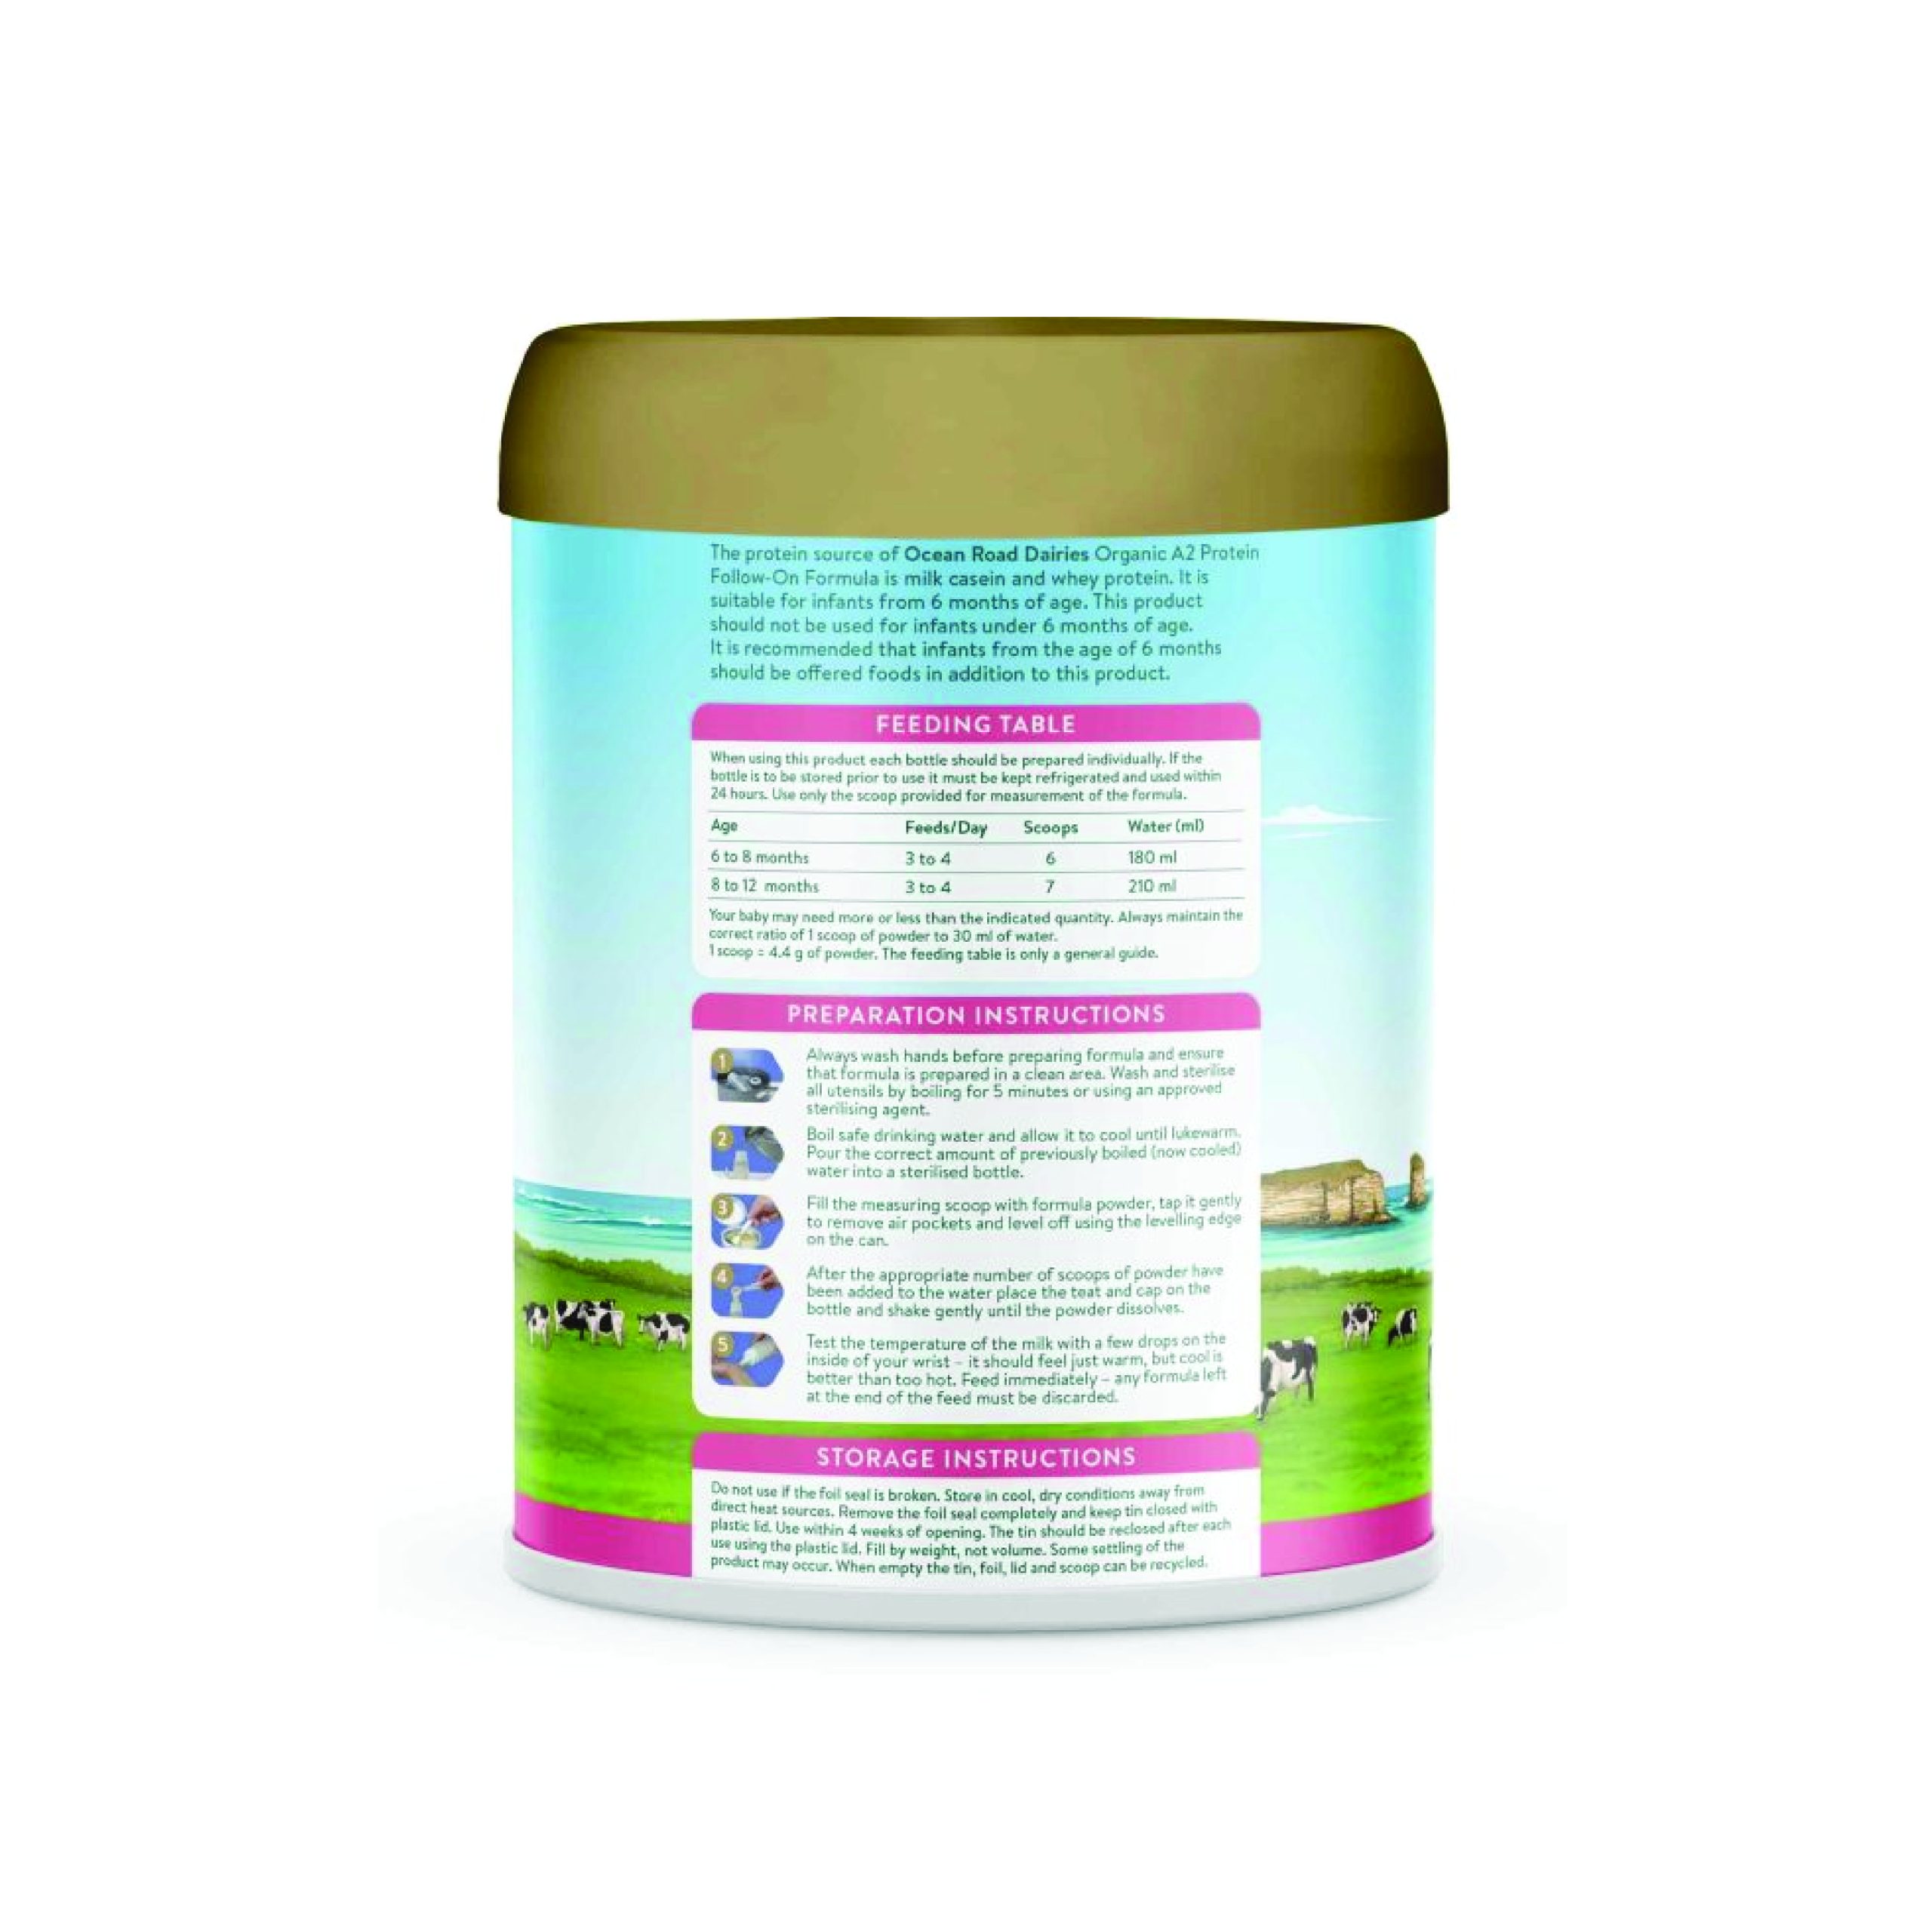 The protein source of Ocean Road Dairies Organic A2 Protein
Follow-On Formula is milk casein and whey protein. It is
suitable for infants from 6 months of age. This product
should not be used for infants under 6 months of age.
It is recommended that infants from the age of 6 months
should be offered foods in addition to this product.
FEEDING TABLE
When using this product each bottle should be prepared individually. If the
bottle is to be stored prior to use it must be kept refrigerated and used within
24 hours. Use only the scoop provided for measurement of the formula.
Age Feeds/Day Scoops Water (ml)
6 to 8 months 3 to 4 6 180 ml
8 to 12 months 3 to 4 7 210 ml
Your baby may need more or less than the indicated quantity. Always maintain the
correct ratio of 1 scoop of powder to 30 ml of water.
1 scoop = 4.4 g of powder. The feeding table is only a general guide.
PREPARATION INSTRUCTIONS
1 Always wash hands before preparing formula and ensure
that formula is prepared in a clean area. Wash and sterilise
all utensils by boiling for 5 minutes or using an approved
sterilising agent.
2 Boil safe drinking water and allow it to cool until lukewarm.
Pour the correct amount of previously boiled (now cooled)
water into a sterilised bottle.
3 Fill the measuring scoop with formula powder, tap it gently
to remove air pockets and level off using the levelling edge
on the can.
4 After the appropriate number of scoops of powder have
been added to the water place the teat and cap on the
bottle and shake gently until the powder dissolves.
5 Test the temperature of the milk with a few drops on the
inside of your wrist – it should feel just warm, but cool is
better than too hot. Feed immediately – any formula left
at the end of the feed must be discarded.
STORAGE INSTRUCTIONS
Do not use if the foil seal is broken. Store in cool, dry conditions away from
direct heat sources. Remove the foil seal completely and keep tin closed with
plastic lid. Use within 4 weeks of opening. The tin should be reclosed after each
use using the plastic lid. Fill by weight, not volume. Some settling of the
product may occur. When empty the tin, foil, lid and scoop can be recycled.